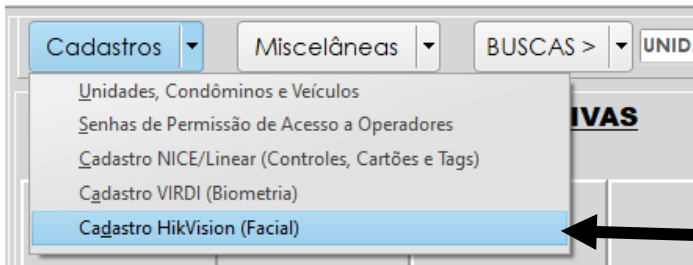 Cadastros Miscelâneas BUSCAS > UNID
Unidades, Condôminos e Veículos
IVAS
Senhas de Permissão de Acesso a Operadores
Cadastro NICE/Linear (Controles, Cartões e Tags)
Cadastro VIRDI (Biometria)
Cadastro HikVision (Facial)